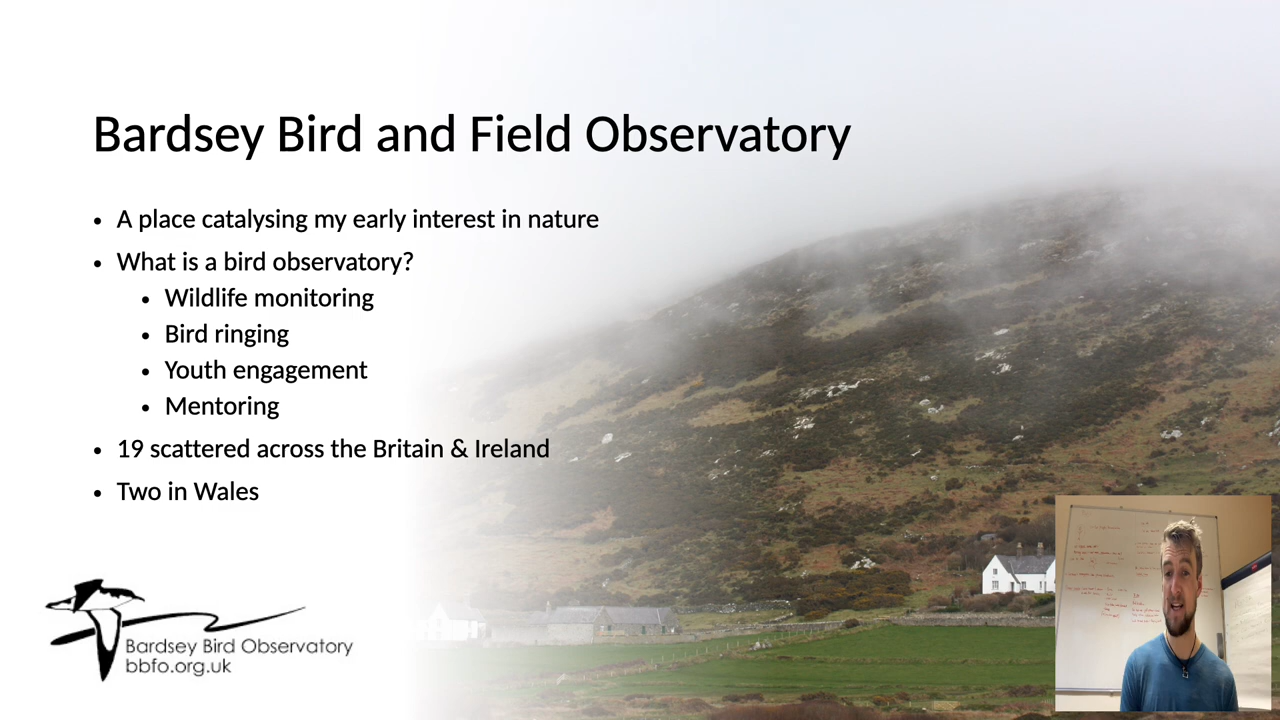 Bardsey Bird and Field Observatory
• A place catalysing my early interest in nature
• What is a bird observatory?
• Wildlife monitoring
• Bird ringing
• Youth engagement
• Mentoring
• 19 scattered across the Britain & Ireland
• Two in Wales
Bardsey Bird Observatory
bbfo.org.uk